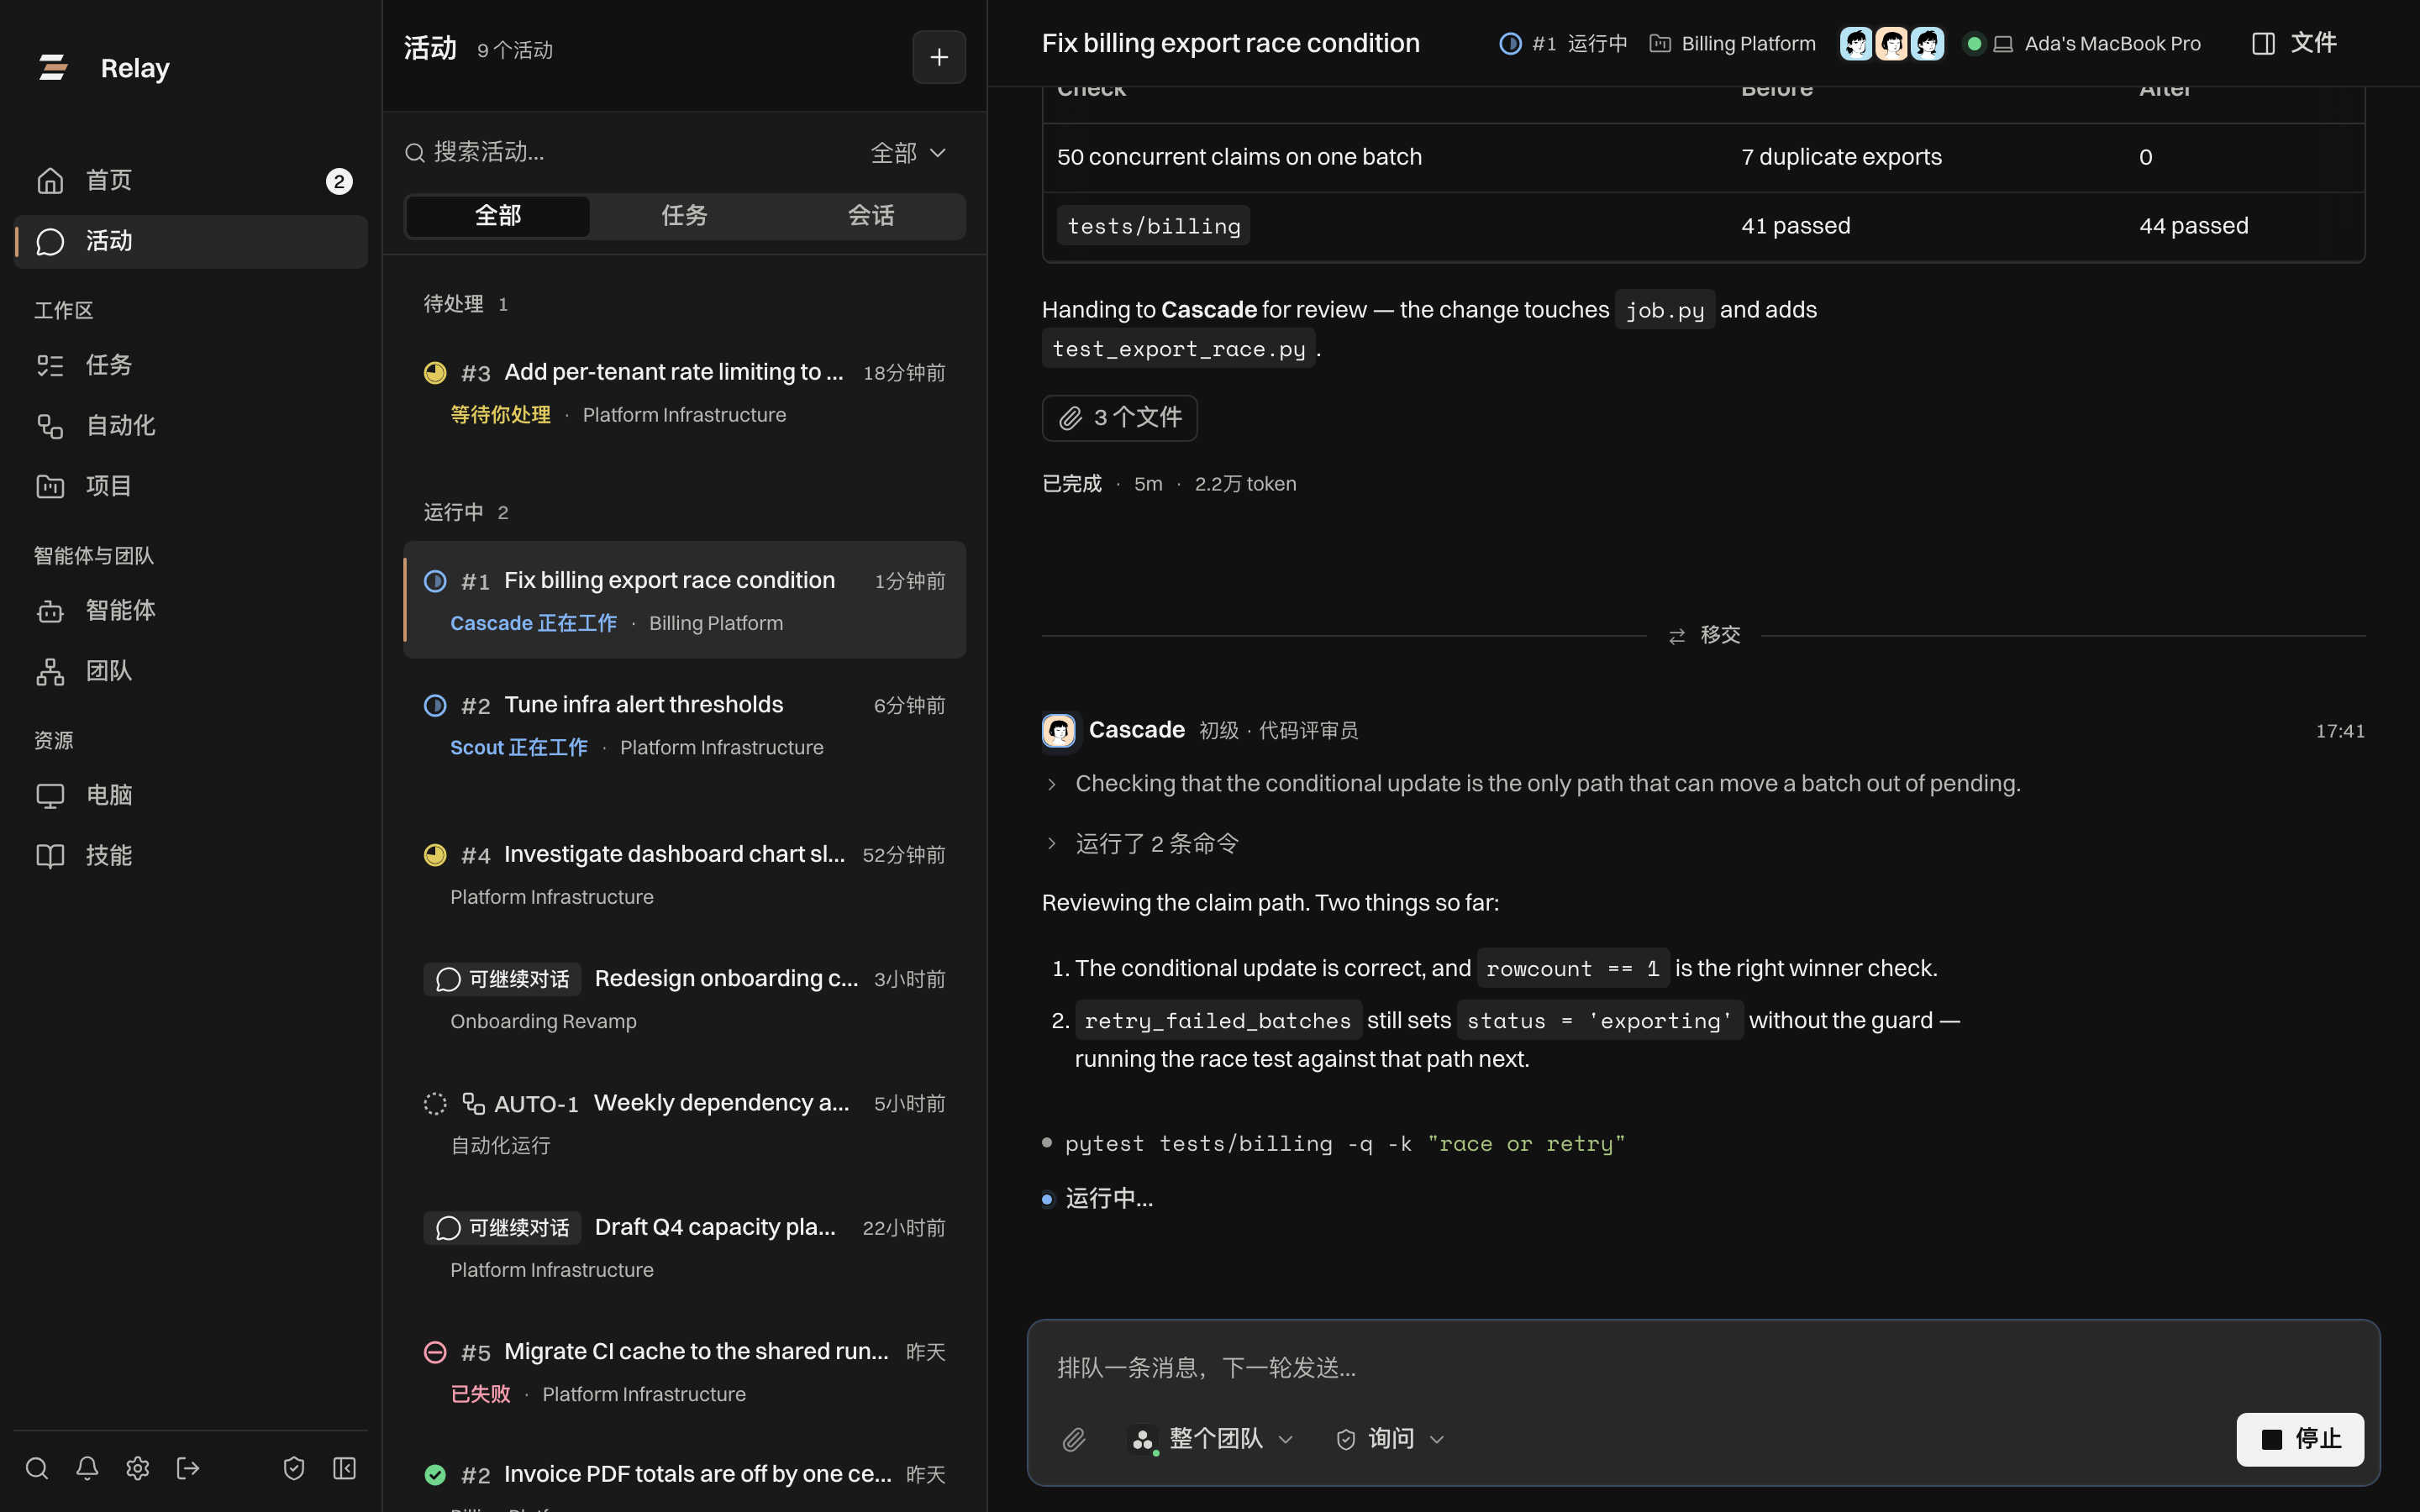 Relay
首页
2
活动
工作区
任务
自动化
项目
智能体与团队
智能体
团队
资源
电脑
技能
活动 9 个活动
搜索活动...
全部
全部 任务 会话
待处理 1
#3 Add per-tenant rate limiting to ... 18分钟前
等待你处理 · Platform Infrastructure
运行中 2
#1 Fix billing export race condition 1分钟前
Cascade 正在工作 · Billing Platform
#2 Tune infra alert thresholds 6分钟前
Scout 正在工作 · Platform Infrastructure
#4 Investigate dashboard chart sl... 52分钟前
Platform Infrastructure
可继续对话 Redesign onboarding c... 3小时前
Onboarding Revamp
AUTO-1 Weekly dependency a... 5小时前
自动化运行
可继续对话 Draft Q4 capacity pla... 22小时前
Platform Infrastructure
#5 Migrate CI cache to the shared run... 昨天
已失败 · Platform Infrastructure
#2 Invoice PDF totals are off by one ce... 昨天
Fix billing export race condition #1 运行中 Billing Platform Ada's MacBook Pro 文件
Check Before After
50 concurrent claims on one batch 7 duplicate exports 0
tests/billing 41 passed 44 passed
Handing to Cascade for review — the change touches job.py and adds
test_export_race.py.
3 个文件
已完成 · 5m · 2.2万 token
移交
Cascade 初级 · 代码评审员 17:41
Checking that the conditional update is the only path that can move a batch out of pending.
运行了 2 条命令
Reviewing the claim path. Two things so far:
1. The conditional update is correct, and rowcount == 1 is the right winner check.
2. retry_failed_batches still sets status = 'exporting' without the guard —
running the race test against that path next.
pytest tests/billing -q -k "race or retry"
运行中...
排队一条消息，下一轮发送...
整个团队 询问 停止